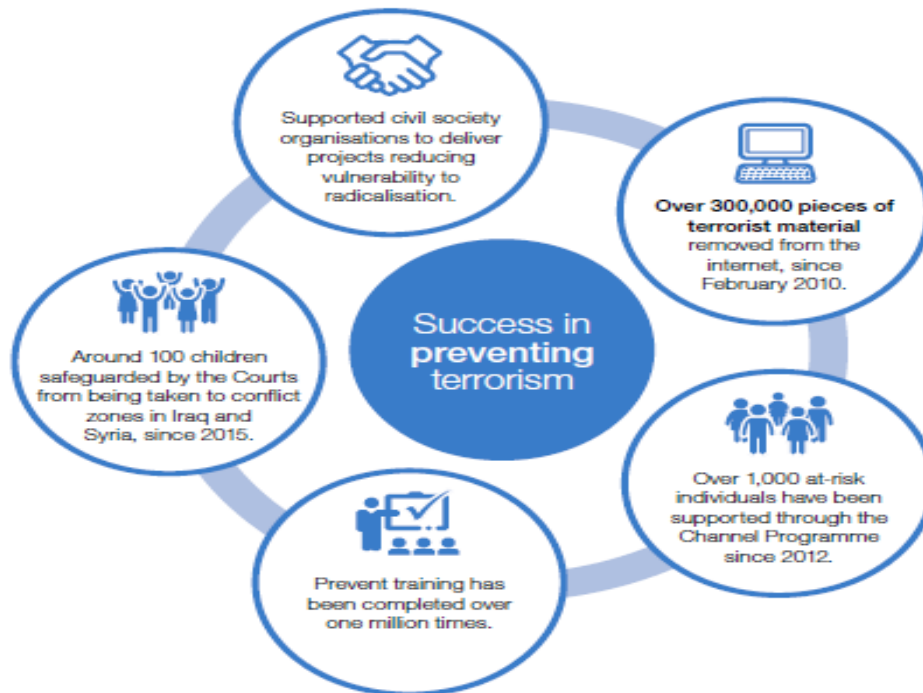 Supported civil society
organisations to deliver
projects reducing
vulnerability to
radicalisation.
Over 300,000 pieces of
terrorist material
removed from the
internet, since
February 2010.
Success in
preventing
terrorism
Around 100 children
safeguarded by the Courts
from being taken to conflict
zones in Iraq and
Syria, since 2015.
Over 1,000 at-risk
individuals have been
supported through the
Channel Programme
since 2012.
Prevent training has
been completed over
one million times.